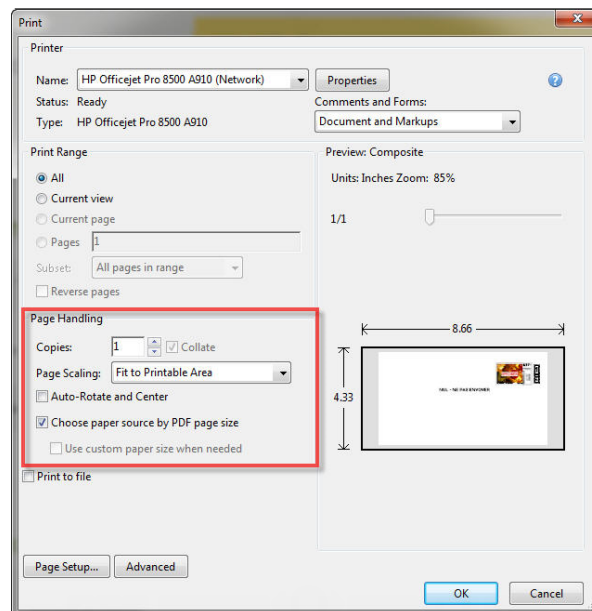 Print
Printer
Name: HP Officejet Pro 8500 A910 (Network) Properties
Status: Ready
Comments and Forms:
Type: HP Officejet Pro 8500 A910
Document and Markups
Print Range
All
Current view
Current page
Pages 1
Subset: All pages in range
Reverse pages
Page Handling
Copies: 1 Collate
Page Scaling: Fit to Printable Area
Auto-Rotate and Center
Choose paper source by PDF page size
Use custom paper size when needed
Print to file
Preview: Composite
Units: Inches Zoom: 85%
1/1
8.66
4.33
Page Setup... Advanced
OK Cancel